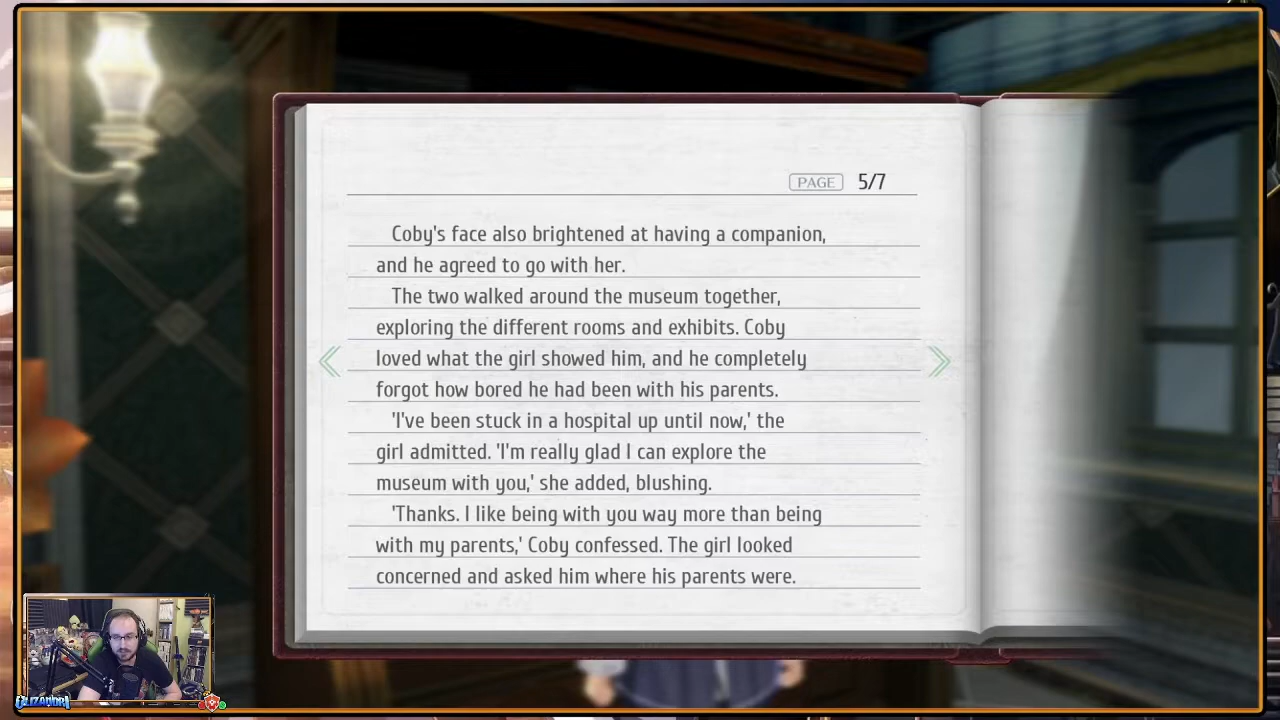 PAGE 5/7
Coby's face also brightened at having a companion,
and he agreed to go with her.
The two walked around the museum together,
exploring the different rooms and exhibits. Coby
loved what the girl showed him, and he completely
forgot how bored he had been with his parents.
'I've been stuck in a hospital up until now,' the
girl admitted. 'I'm really glad I can explore the
museum with you,' she added, blushing.
'Thanks. I like being with you way more than being
with my parents,' Coby confessed. The girl looked
concerned and asked him where his parents were.